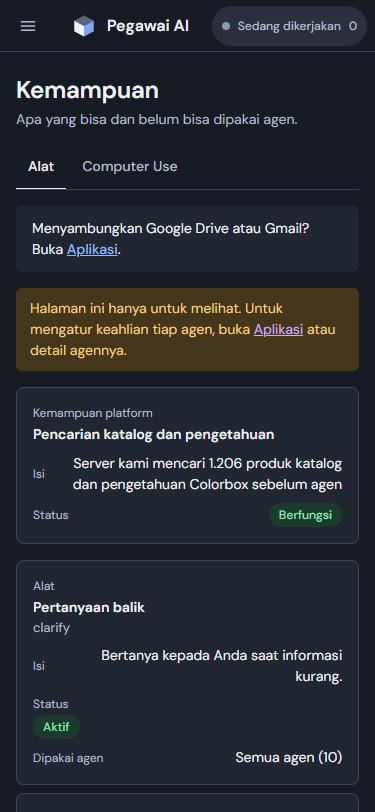 Pegawai AI
Sedang dikerjakan 0
Kemampuan
Apa yang bisa dan belum bisa dipakai agen.
Alat
Computer Use
Menyambungkan Google Drive atau Gmail?
Buka Aplikasi.
Halaman ini hanya untuk melihat. Untuk
mengatur keahlian tiap agen, buka Aplikasi atau
detail agennya.
Kemampuan platform
Pencarian katalog dan pengetahuan
Isi
Server kami mencari 1.206 produk katalog
dan pengetahuan Colorbox sebelum agen
Status
Berfungsi
Alat
Pertanyaan balik
clarify
Isi
Bertanya kepada Anda saat informasi
kurang.
Status
Aktif
Dipakai agen
Semua agen (10)